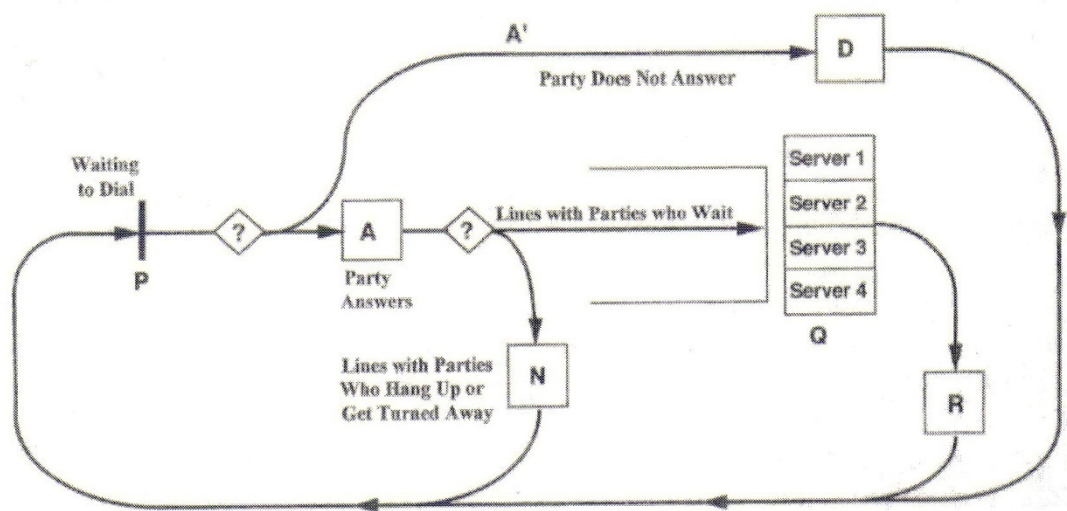 A'
D
Party Does Not Answer
Waiting
to Dial
Server 1
Server 2
Server 3
Server 4
?
A
?
Lines with Parties who Wait
P
Party
Answers
Q
Lines with Parties
Who Hang Up or
Get Turned Away
N
R